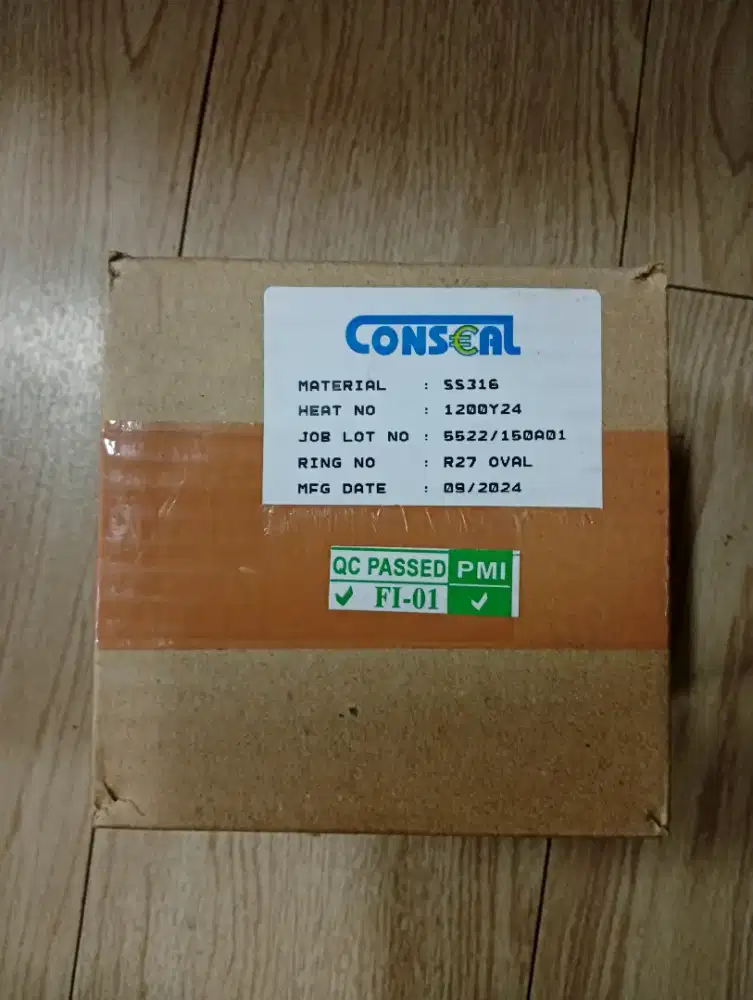 CONSEAL
MATERIAL : SS316
HEAT NO : 1200Y24
JOB LOT NO : 5522/150A01
RING NO : R27 OVAL
MFG DATE : 09/2024
QC PASSED PMI
✓ FI-01 ✓